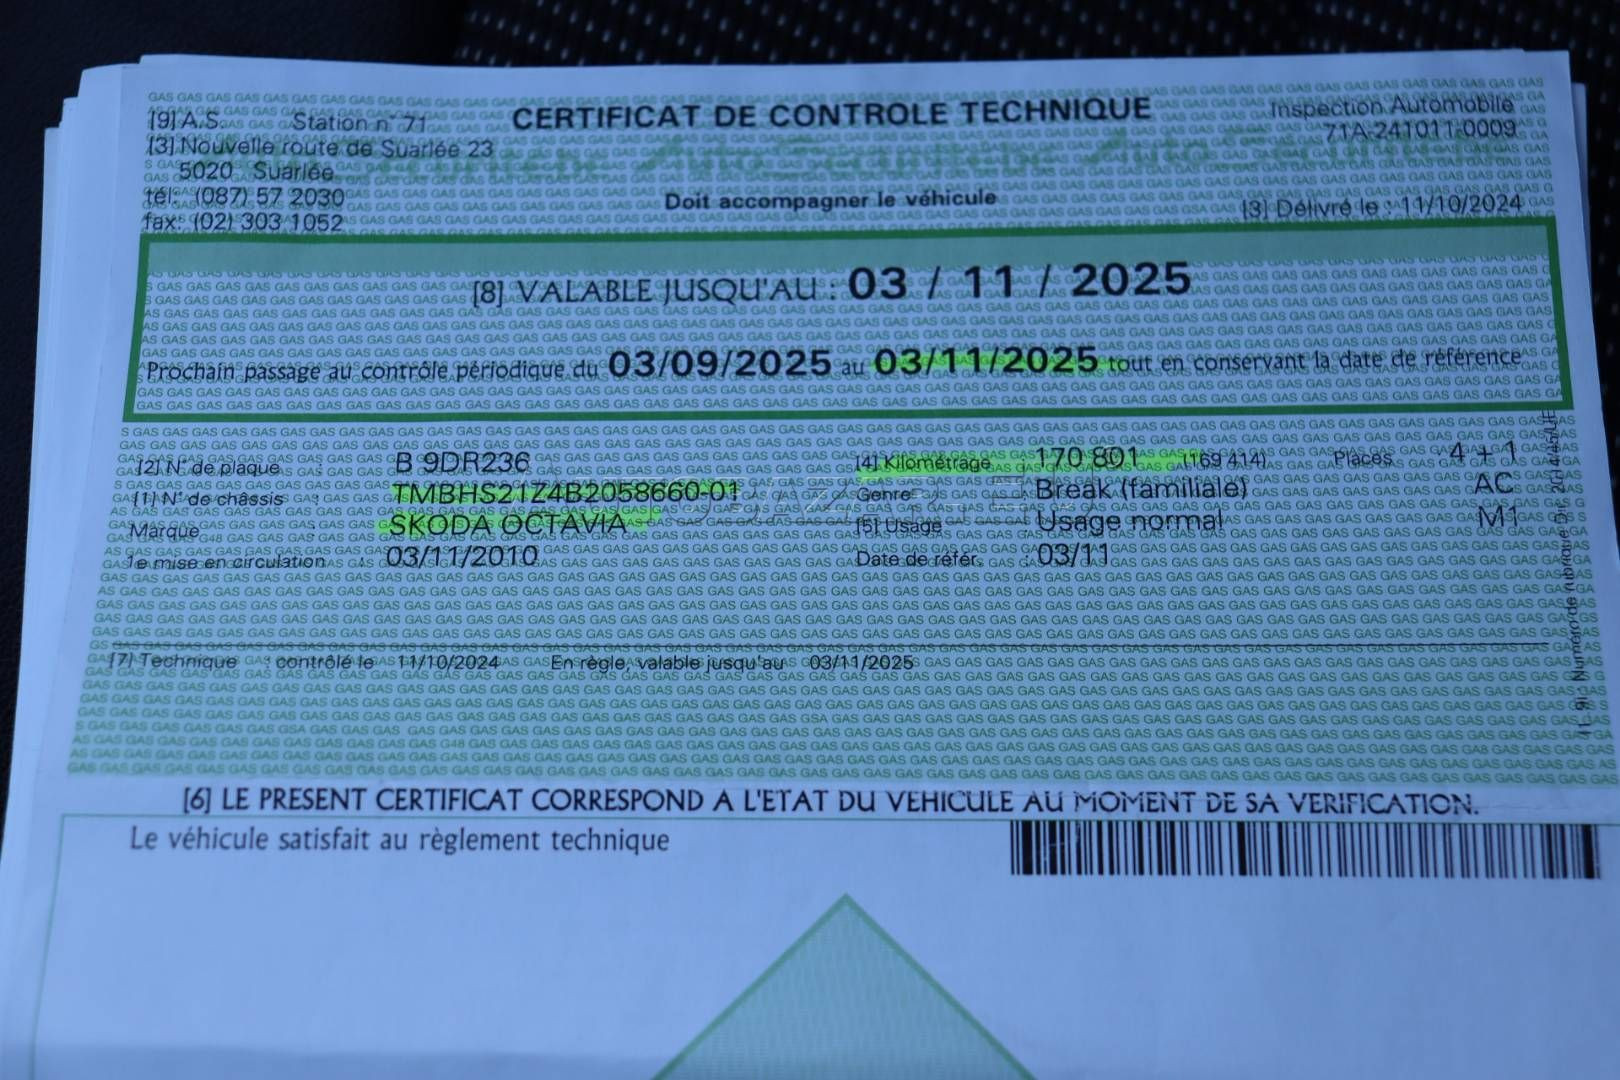 [9] A.S. Station n° 71
CERTIFICAT DE CONTROLE TECHNIQUE
Inspection Automobile
71A-241011-0009
[3] Nouvelle route de Suarlée 23
5020 Suarlée
tél: (087) 57 2030
fax: (02) 303 1052
Doit accompagner le véhicule
[3] Délivré le : 11/10/2024
[8] VALABLE JUSQU'AU : 03 / 11 / 2025
Prochain passage au contrôle périodique du 03/09/2025 au 03/11/2025 tout en conservant la date de référence
[2] N° de plaque : B 9DR236
[4] Kilométrage : 170 801 (169 414) Places : 4 + 1
[1] N° de châssis : TMBHS21Z4B2058660-01
Genre : Break (familiale) AC
Marque : SKODA OCTAVIA
[5] Usage : Usage normal M1
1e mise en circulation : 03/11/2010
Date de référ. : 03/11
[7] Technique : contrôlé le 11/10/2024 En règle, valable jusqu'au 03/11/2025
[6] LE PRESENT CERTIFICAT CORRESPOND A L'ETAT DU VEHICULE AU MOMENT DE SA VERIFICATION.
Le véhicule satisfait au règlement technique